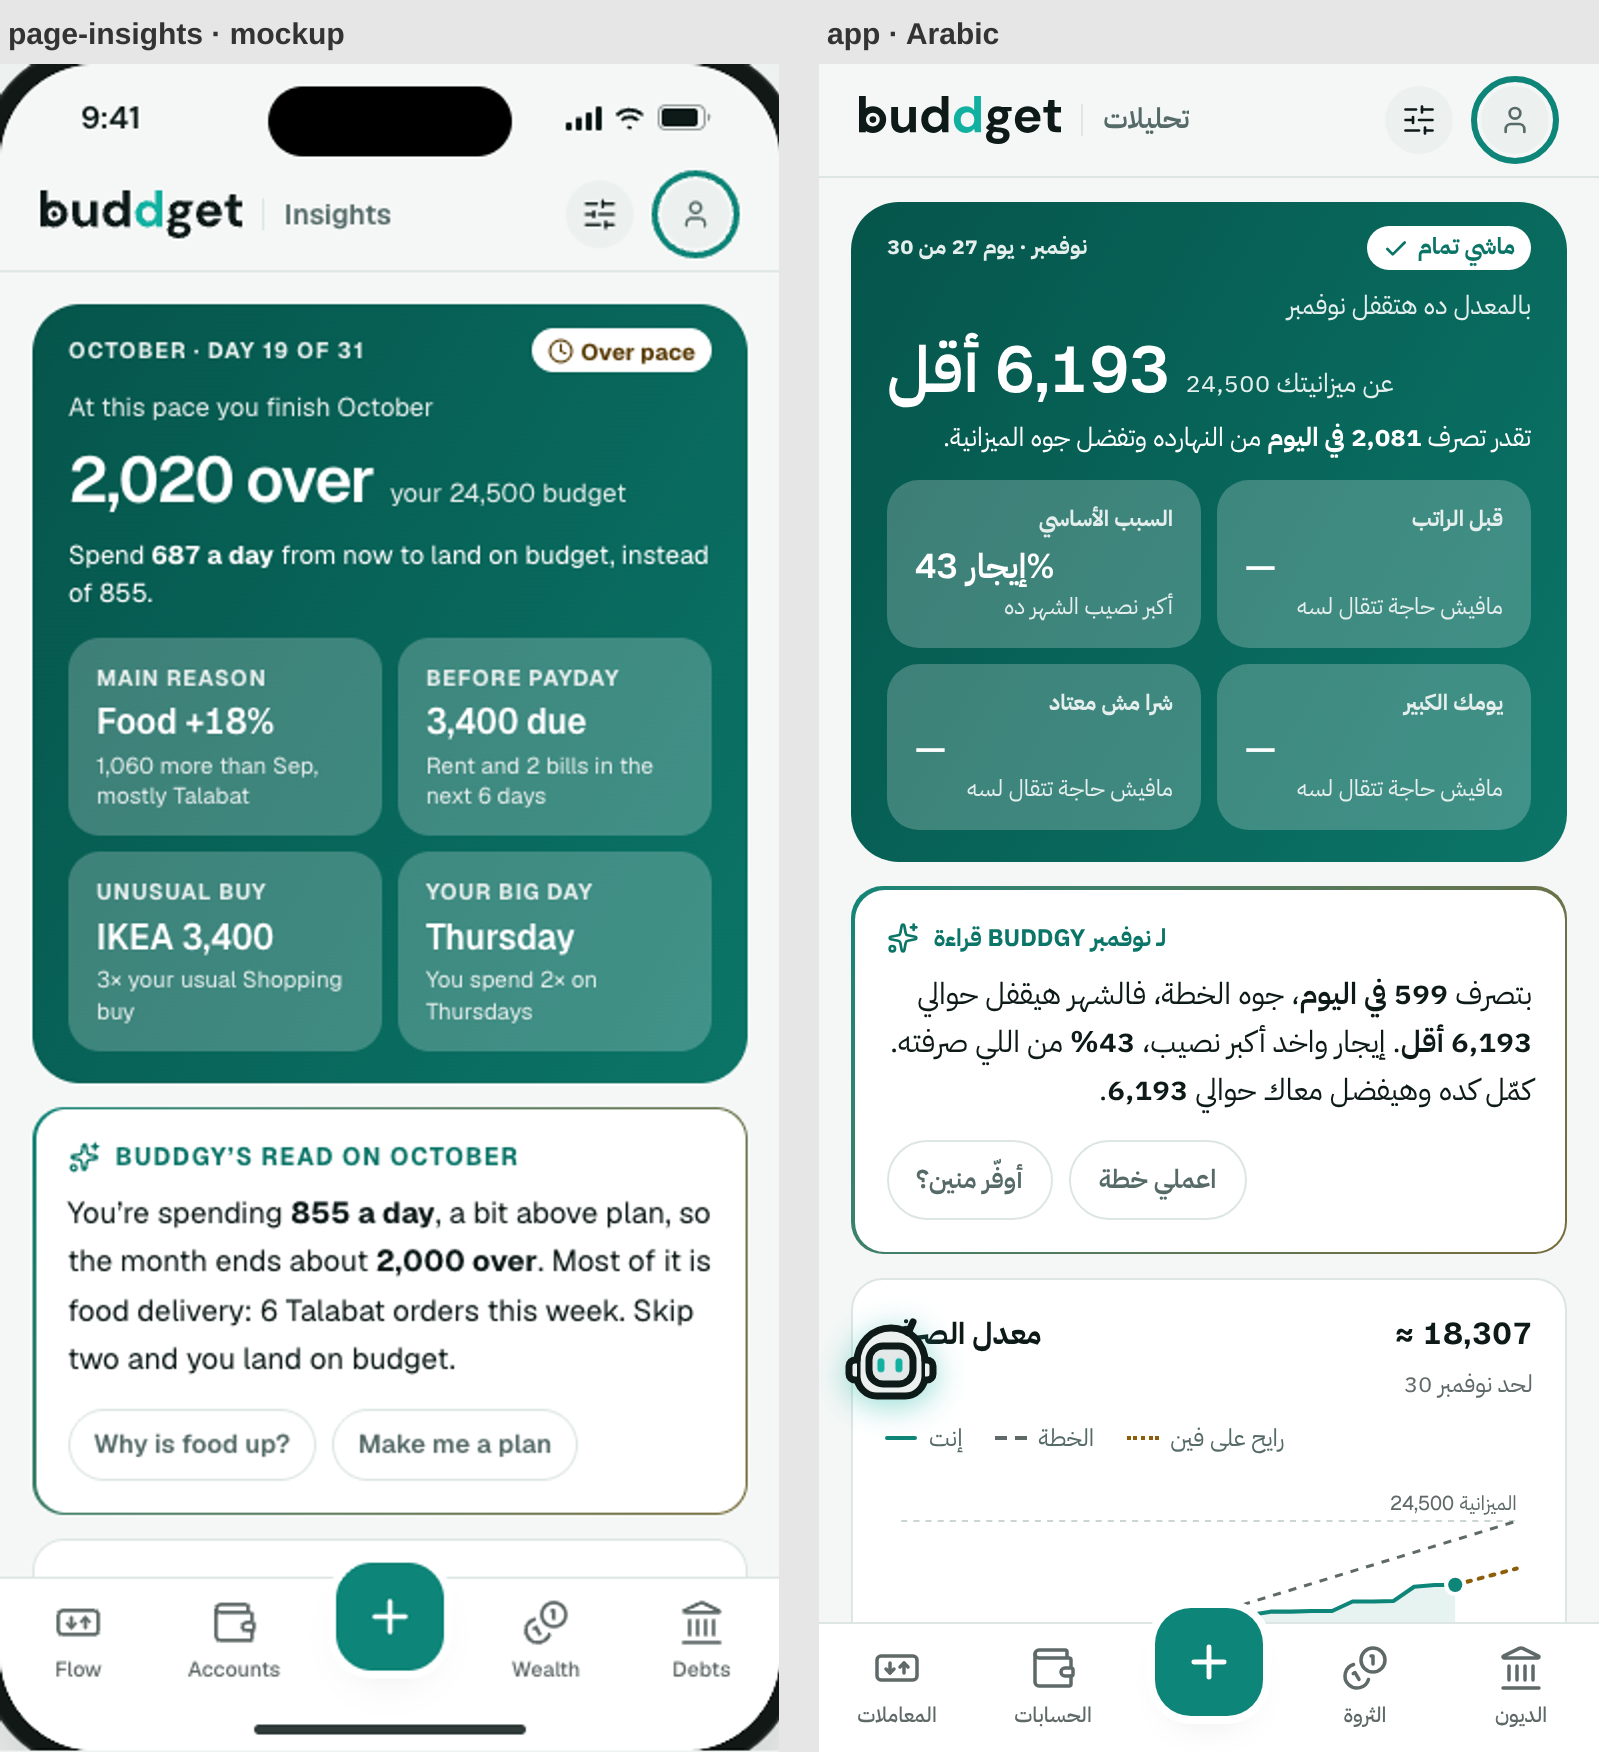 page-insights · mockup
9:41
buddget
Insights
OCTOBER · DAY 19 OF 31
Over pace
At this pace you finish October
2,020 over your 24,500 budget
Spend 687 a day from now to land on budget, instead
of 855.
MAIN REASON
Food +18%
1,060 more than Sep,
mostly Talabat
BEFORE PAYDAY
3,400 due
Rent and 2 bills in the
next 6 days
UNUSUAL BUY
IKEA 3,400
3× your usual Shopping
buy
YOUR BIG DAY
Thursday
You spend 2× on
Thursdays
BUDDGY’S READ ON OCTOBER
You’re spending 855 a day, a bit above plan, so
the month ends about 2,000 over. Most of it is
food delivery: 6 Talabat orders this week. Skip
two and you land on budget.
Why is food up?
Make me a plan
Flow
Accounts
Wealth
Debts
app · Arabic
buddget
تحليلات
نوفمبر · يوم 27 من 30
ماشي تمام
بالمعدل ده هتقفل نوفمبر
6,193 أقل
عن ميزانيتك 24,500
تقدر تصرف 2,081 في اليوم من النهارده وتفضل جوه الميزانية.
السبب الأساسي
إيجار 43%
أكبر نصيب الشهر ده
قبل الراتب
—
مافيش حاجة تتقال لسه
شرا مش معتاد
—
مافيش حاجة تتقال لسه
يومك الكبير
—
مافيش حاجة تتقال لسه
قراءة BUDDGY لـ نوفمبر
بتصرف 599 في اليوم، جوه الخطة، فالشهر هيقفل حوالي
6,193 أقل. إيجار واخد أكبر نصيب، 43% من اللي صرفته.
كمّل كده وهيفضل معاك حوالي 6,193.
أوفّر منين؟
اعملي خطة
معدل
≈ 18,307
لحد نوفمبر 30
إنت
الخطة
رايح على فين
الميزانية 24,500
المعاملات
الحسابات
الثروة
الديون